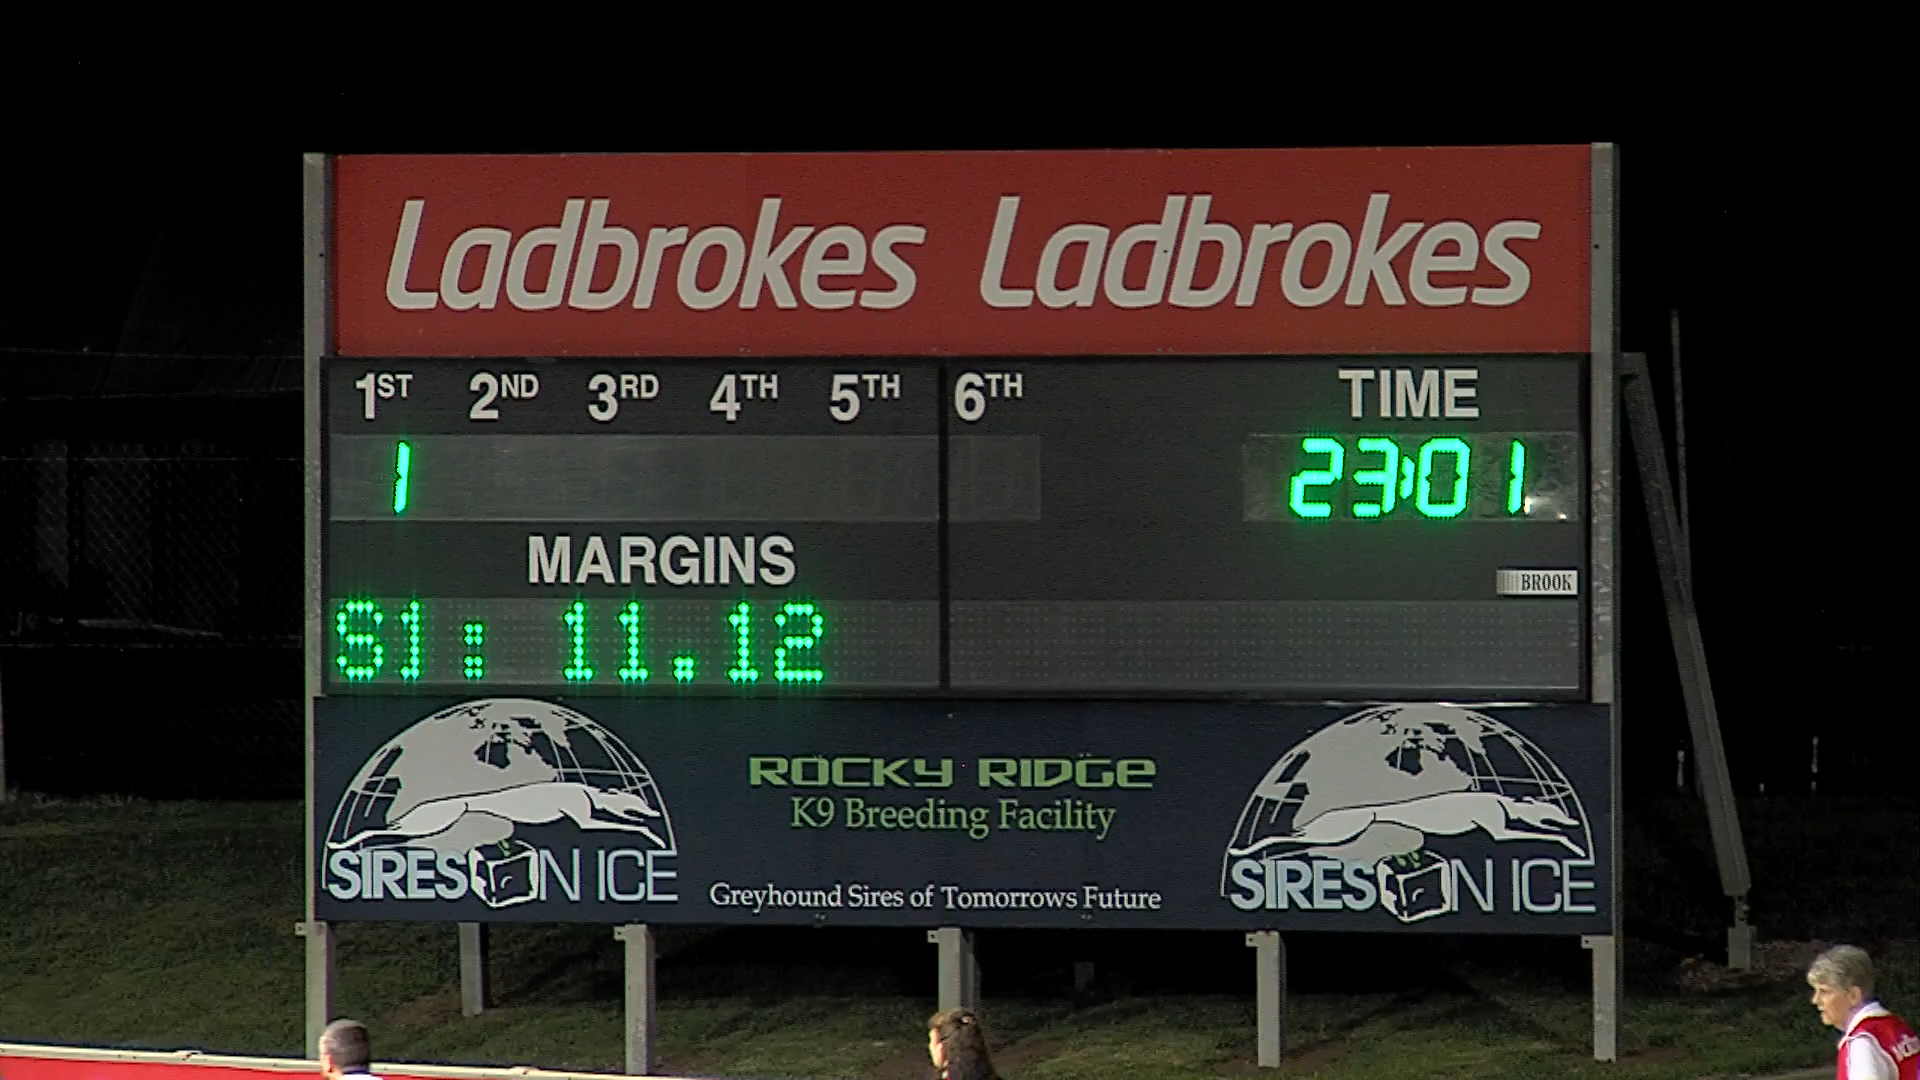 Ladbrokes Ladbrokes
1ST 2ND 3RD 4TH 5TH 6TH TIME
1 23:01
MARGINS
BROOK
S1: 11.12
ROCKY RIDGE
K9 Breeding Facility
SIRES ON ICE
Greyhound Sires of Tomorrows Future
SIRES ON ICE